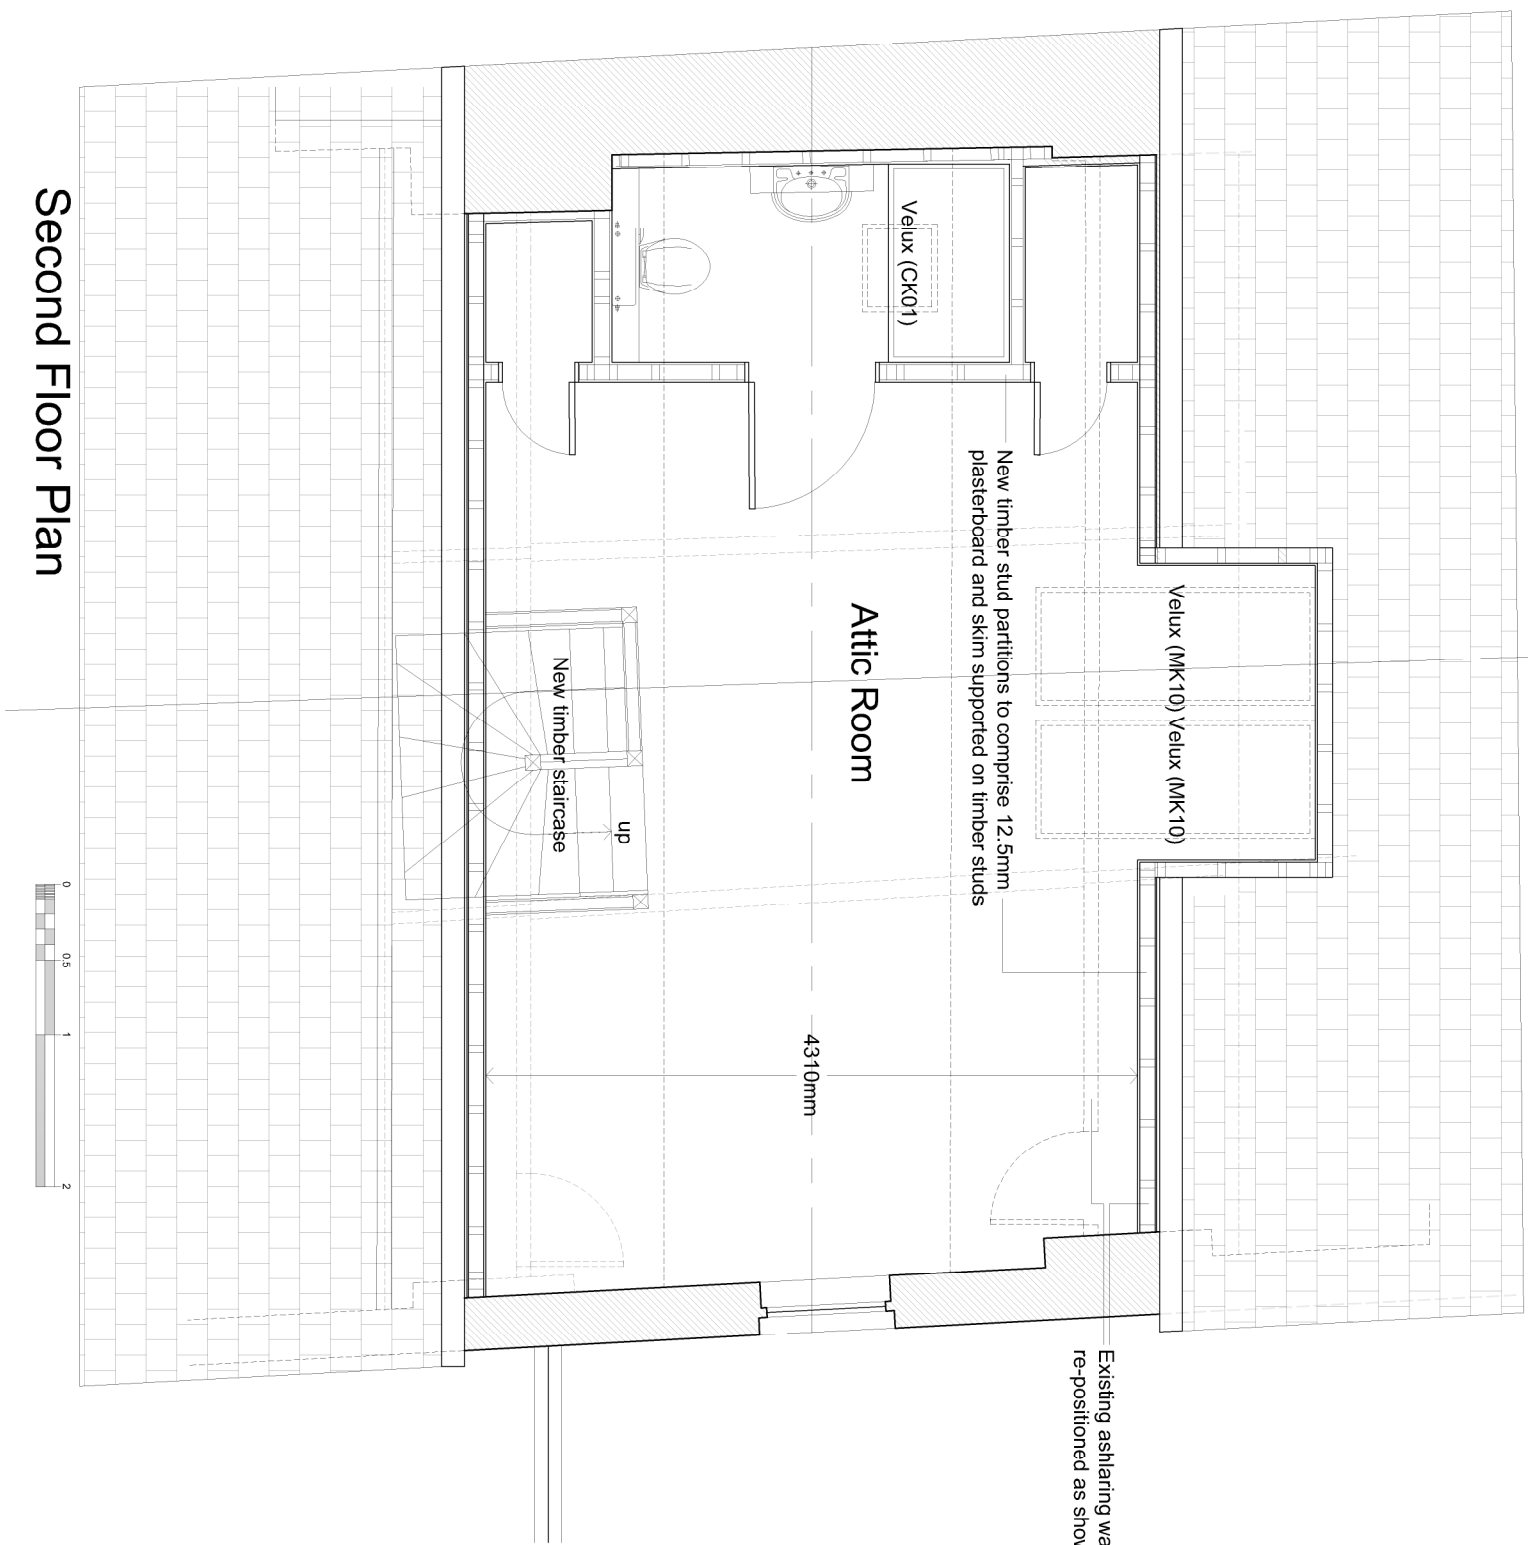 Existing ashlaring wa
re-positioned as show
Velux (MK10) Velux (MK10)
Velux (CK01)
New timber stud partitions to comprise 12.5mm
plasterboard and skim supported on timber studs
Attic Room
4310mm
up
New timber staircase
Second Floor Plan
0 0.5 1 2